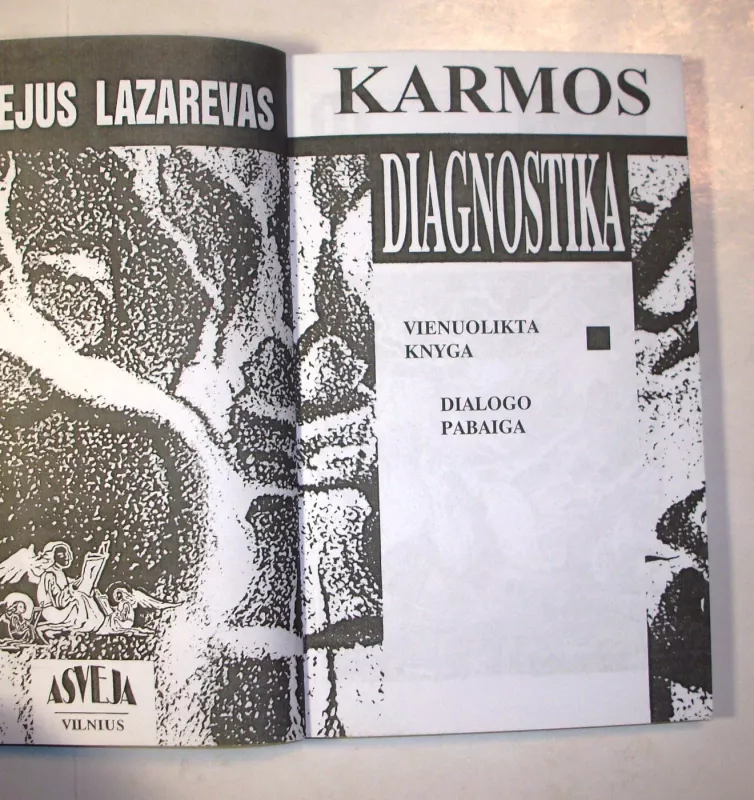 EJUS LAZAREVAS
ASVEJA
VILNIUS
KARMOS
DIAGNOSTIKA
VIENUOLIKTA
KNYGA
DIALOGO
PABAIGA